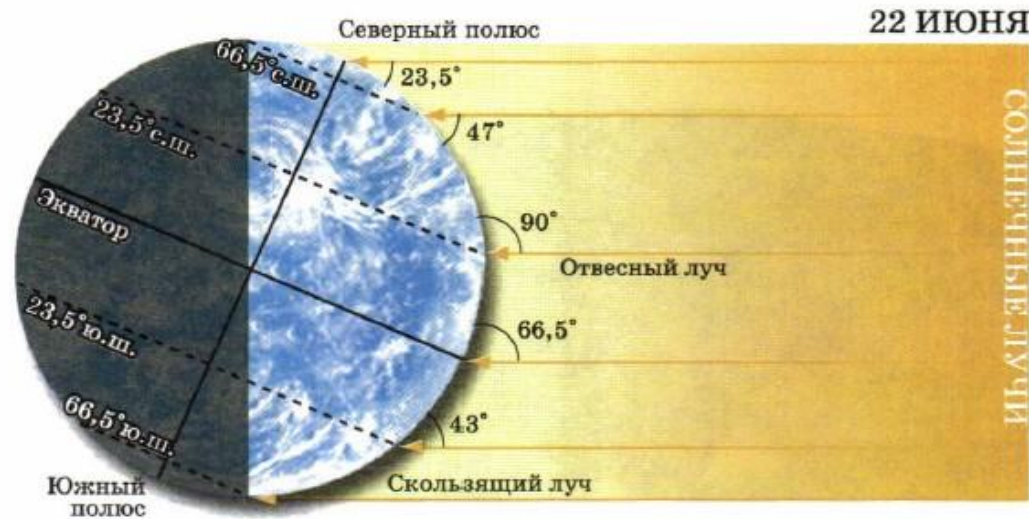 22 ИЮНЯ
Северный полюс
66,5°с.ш.
23,5°
23,5°с.ш.
47°
СОЛНЕЧНЫЕ ЛУЧИ
90°
Экватор
Отвесный луч
23,5°ю.ш.
66,5°
66,5°ю.ш.
43°
Южный
полюс
Скользящий луч